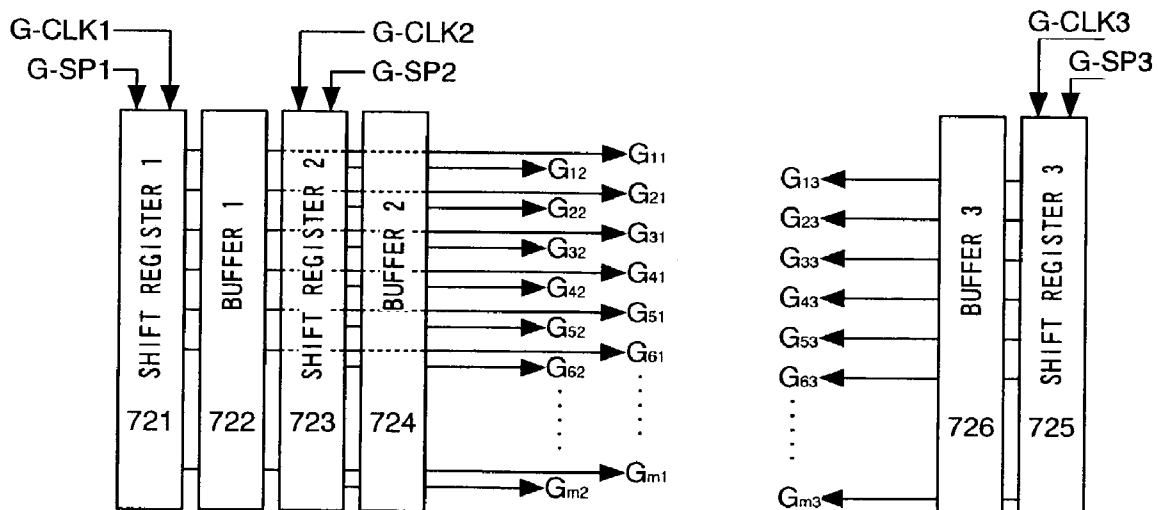 G-CLK1
G-SP1
G-CLK2
G-SP2
G-CLK3
G-SP3
SHIFT REGISTER 1
721
BUFFER 1
722
SHIFT REGISTER 2
723
BUFFER 2
724
G11
G12
G21
G22
G31
G32
G41
G42
G51
G52
G61
G62
Gm1
Gm2
G13
G23
G33
G43
G53
G63
Gm3
BUFFER 3
726
SHIFT REGISTER 3
725